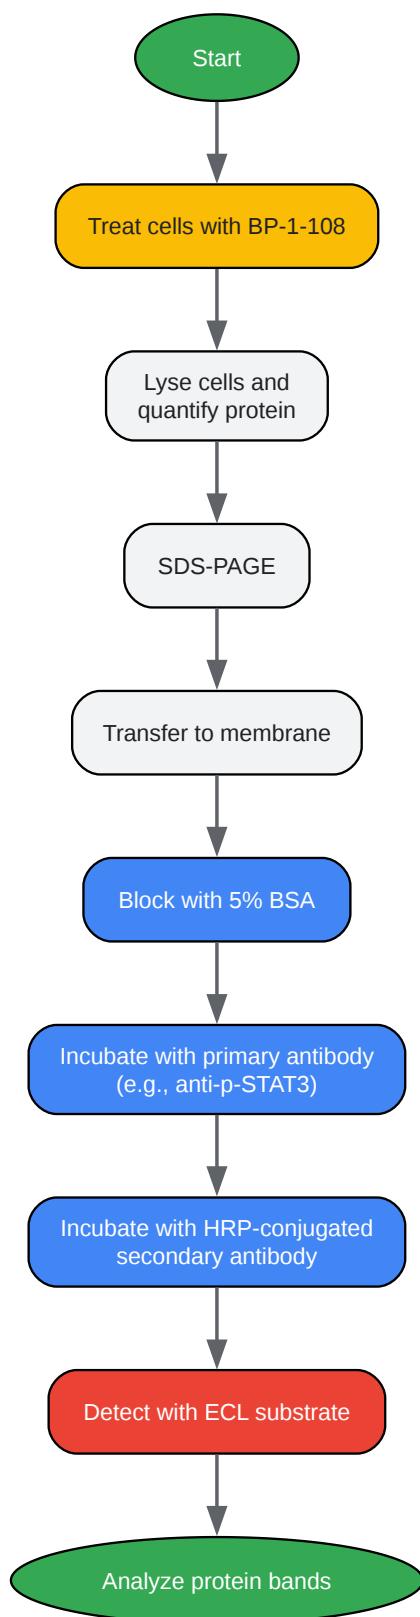 Start
Treat cells with BP-1-108
Lyse cells and
quantify protein
SDS-PAGE
Transfer to membrane
Block with 5% BSA
Incubate with primary antibody
(e.g., anti-p-STAT3)
Incubate with HRP-conjugated
secondary antibody
Detect with ECL substrate
Analyze protein bands